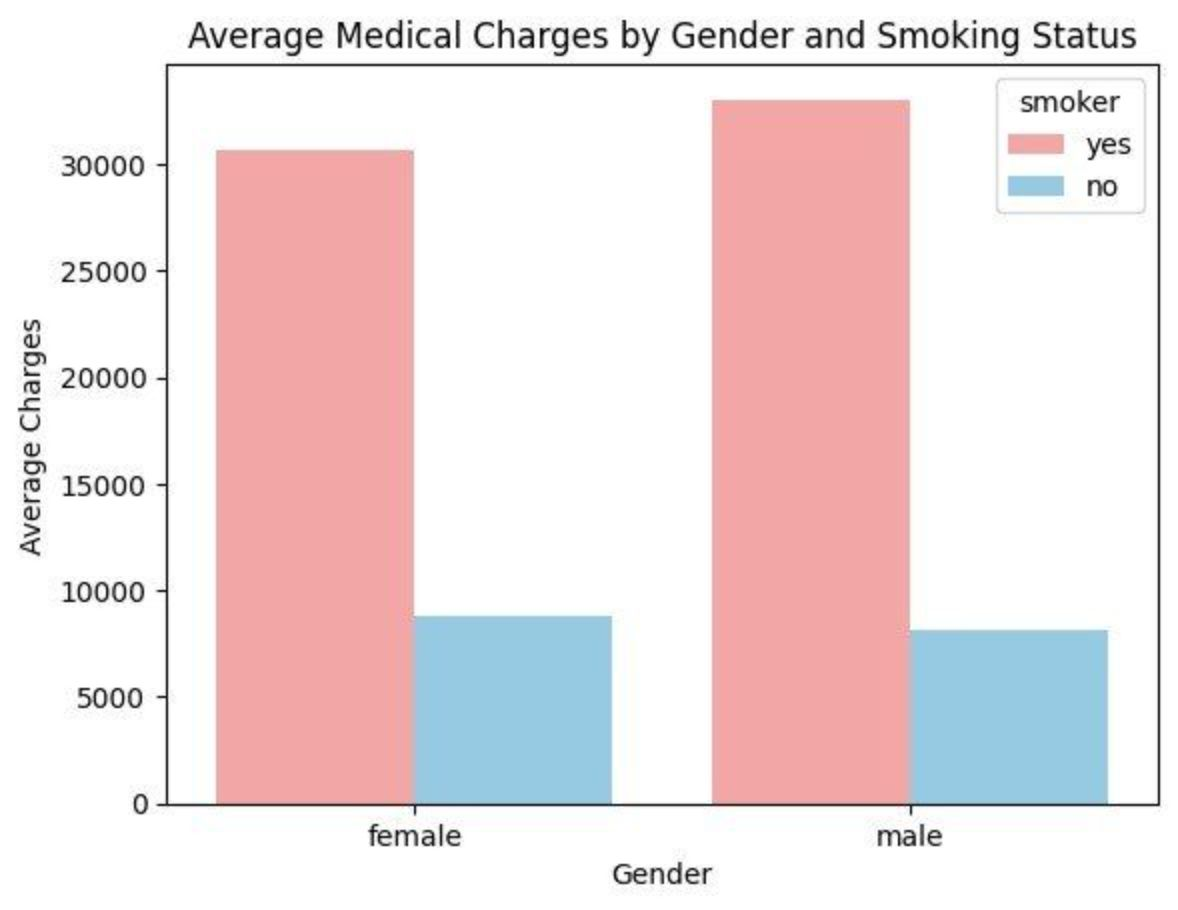 Average Medical Charges by Gender and Smoking Status
smoker
yes
no
30000
25000
20000
15000
10000
5000
0
Average Charges
female
male
Gender